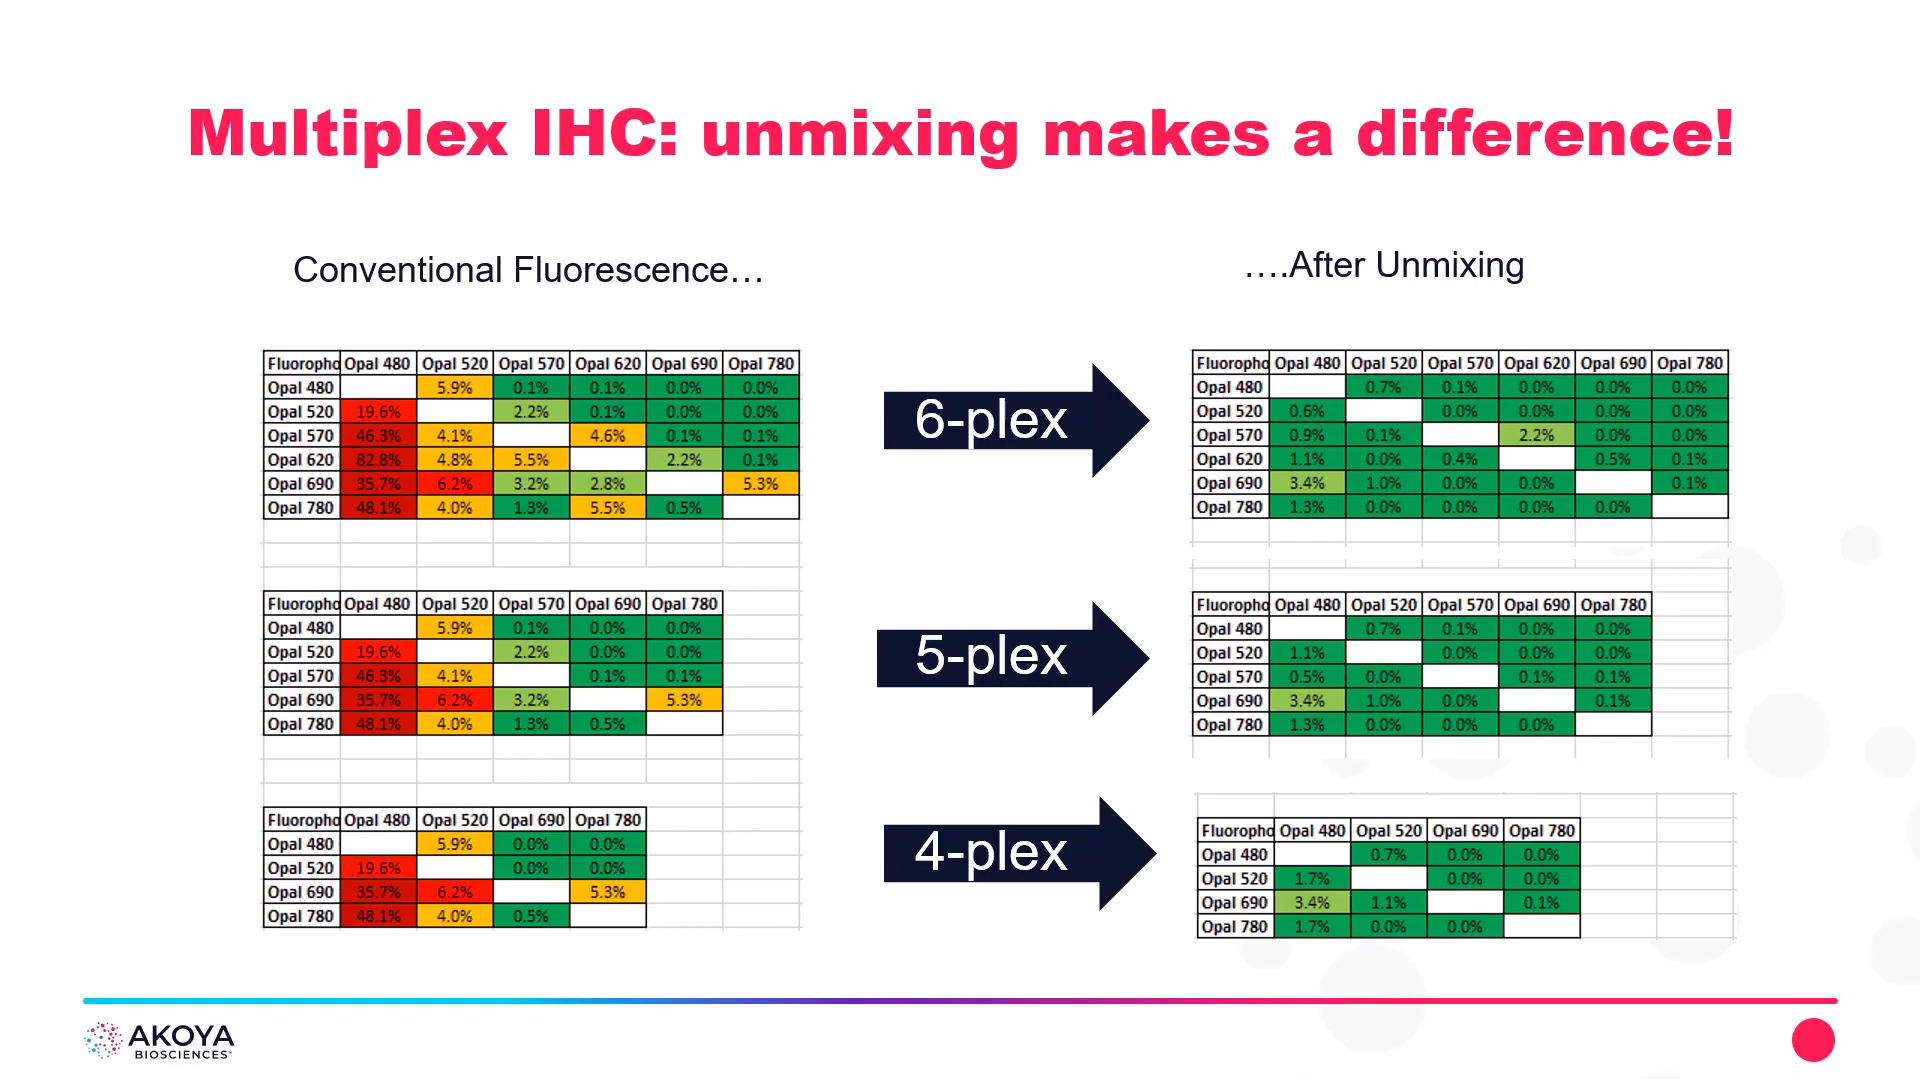 Multiplex IHC: unmixing makes a difference!
Conventional Fluorescence…
….After Unmixing
Fluoropho Opal 480 Opal 520 Opal 570 Opal 620 Opal 690 Opal 780
Opal 480 5.9% 0.1% 0.1% 0.0% 0.0%
Opal 520 19.6% 2.2% 0.1% 0.0% 0.0%
Opal 570 46.3% 4.1% 4.6% 0.1% 0.1%
Opal 620 82.8% 4.8% 5.5% 2.2% 0.1%
Opal 690 35.7% 6.2% 3.2% 2.8% 5.3%
Opal 780 48.1% 4.0% 1.3% 5.5% 0.5%
6-plex
Fluoropho Opal 480 Opal 520 Opal 570 Opal 620 Opal 690 Opal 780
Opal 480 0.7% 0.1% 0.0% 0.0% 0.0%
Opal 520 0.6% 0.0% 0.0% 0.0% 0.0%
Opal 570 0.9% 0.1% 2.2% 0.0% 0.0%
Opal 620 1.1% 0.0% 0.4% 0.5% 0.1%
Opal 690 3.4% 1.0% 0.0% 0.0% 0.1%
Opal 780 1.3% 0.0% 0.0% 0.0% 0.0%
Fluoropho Opal 480 Opal 520 Opal 570 Opal 690 Opal 780
Opal 480 5.9% 0.1% 0.0% 0.0%
Opal 520 19.6% 2.2% 0.0% 0.0%
Opal 570 46.3% 4.1% 0.1% 0.1%
Opal 690 35.7% 6.2% 3.2% 5.3%
Opal 780 48.1% 4.0% 1.3% 0.5%
5-plex
Fluoropho Opal 480 Opal 520 Opal 570 Opal 690 Opal 780
Opal 480 0.7% 0.1% 0.0% 0.0%
Opal 520 1.1% 0.0% 0.0% 0.0%
Opal 570 0.5% 0.0% 0.1% 0.1%
Opal 690 3.4% 1.0% 0.0% 0.1%
Opal 780 1.3% 0.0% 0.0% 0.0%
Fluoropho Opal 480 Opal 520 Opal 690 Opal 780
Opal 480 5.9% 0.0% 0.0%
Opal 520 19.6% 0.0% 0.0%
Opal 690 35.7% 6.2% 5.3%
Opal 780 48.1% 4.0% 0.5%
4-plex
Fluoropho Opal 480 Opal 520 Opal 690 Opal 780
Opal 480 0.7% 0.0% 0.0%
Opal 520 1.7% 0.0% 0.0%
Opal 690 3.4% 1.1% 0.1%
Opal 780 1.7% 0.0% 0.0%
AKOYA
BIOSCIENCES®